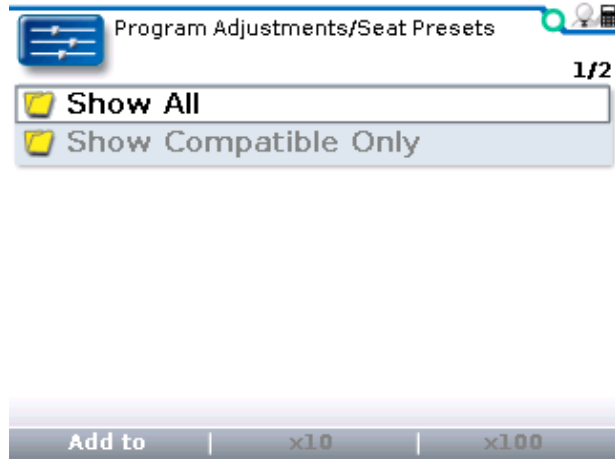 Program Adjustments/Seat Presets
1/2
Show All
Show Compatible Only
Add to | x10 | x100